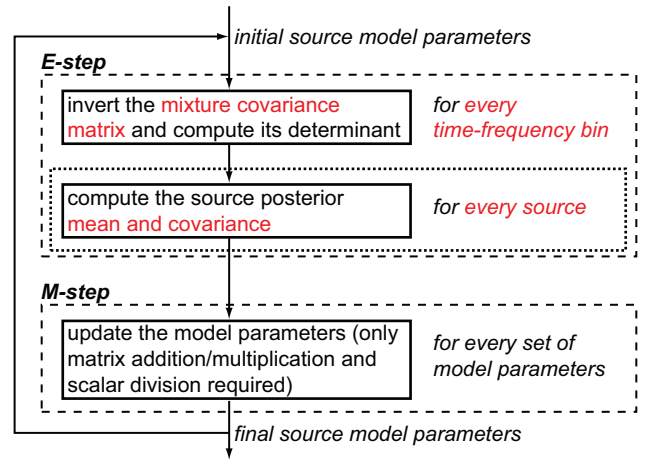 initial source model parameters
E-step
invert the mixture covariance
matrix and compute its determinant
for every
time-frequency bin
compute the source posterior
mean and covariance
for every source
M-step
update the model parameters (only
matrix addition/multiplication and
scalar division required)
for every set of
model parameters
final source model parameters